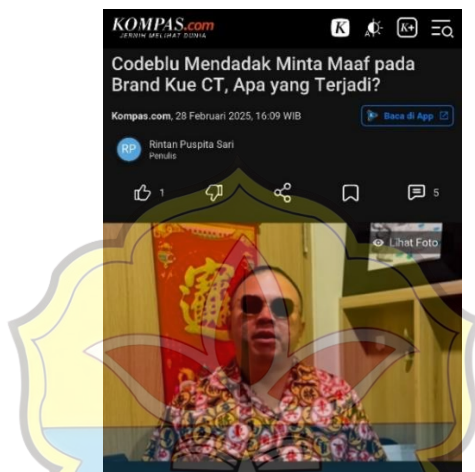 KOMPAS.com
JERNIH MELIHAT DUNIA
K
K+
Codeblu Mendadak Minta Maaf pada
Brand Kue CT, Apa yang Terjadi?
Kompas.com, 28 Februari 2025, 16:09 WIB
Baca di App
RP
Rintan Puspita Sari
Penulis
1
5
Lihat Foto